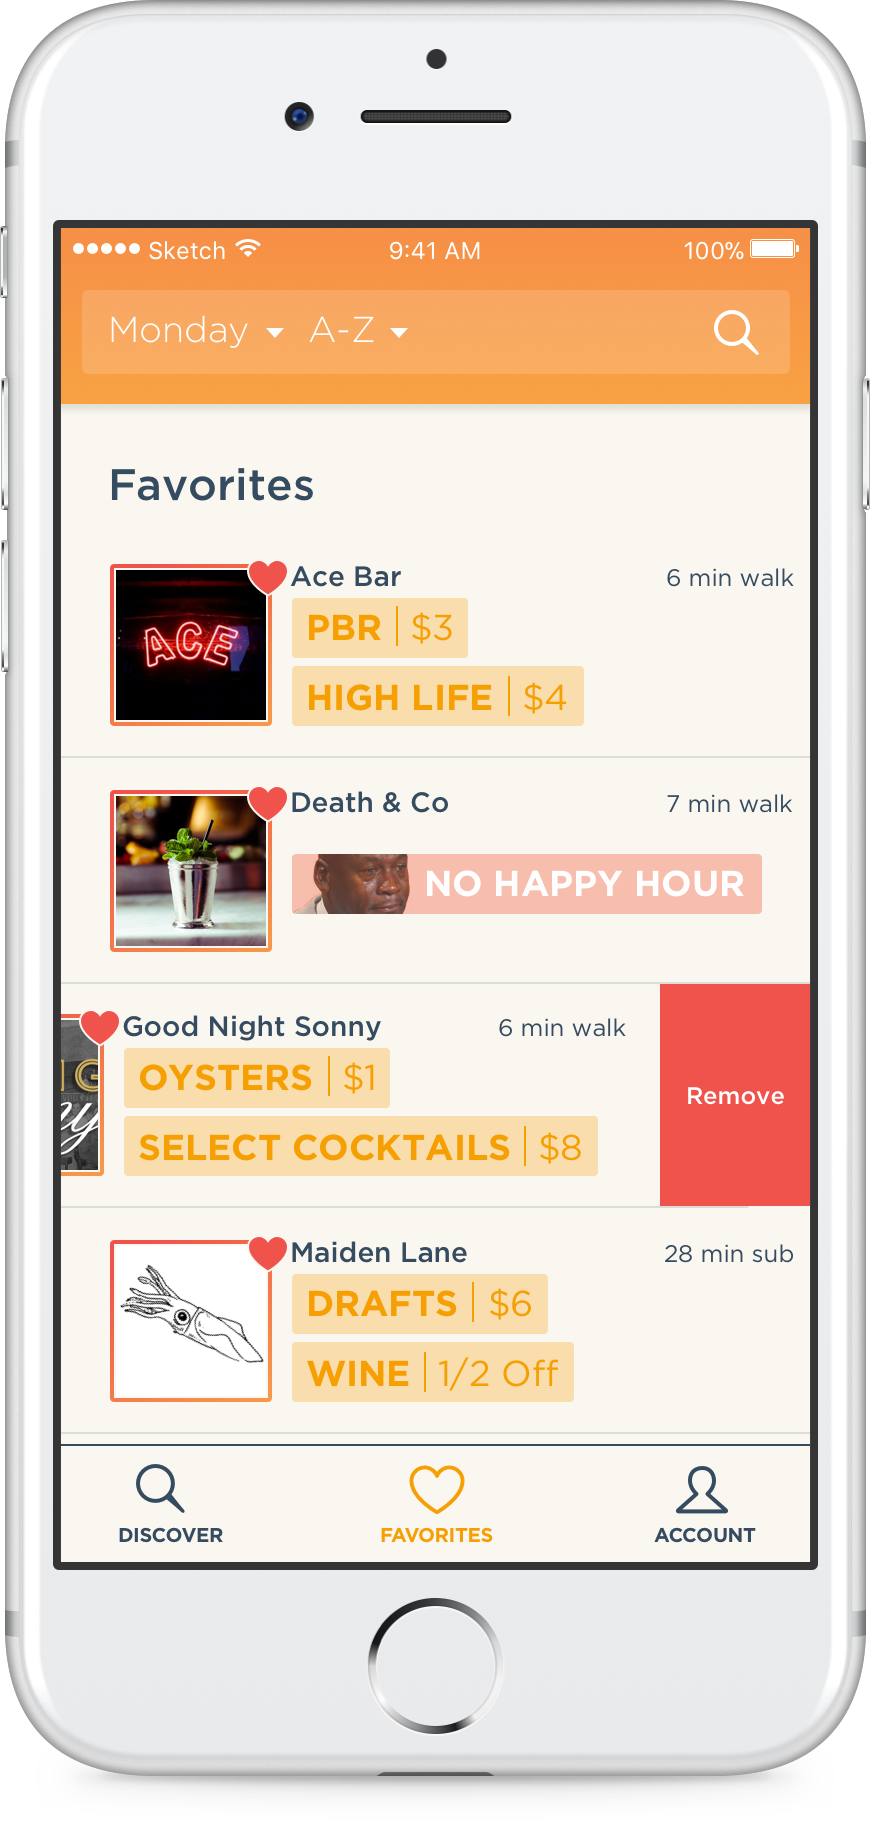 Sketch 9:41 AM 100%
Monday A-Z
Favorites
Ace Bar 6 min walk
ACE
PBR | $3
HIGH LIFE | $4
Death & Co 7 min walk
NO HAPPY HOUR
Good Night Sonny 6 min walk
OYSTERS | $1
SELECT COCKTAILS | $8
Remove
Maiden Lane 28 min sub
DRAFTS | $6
WINE | 1/2 Off
DISCOVER FAVORITES ACCOUNT